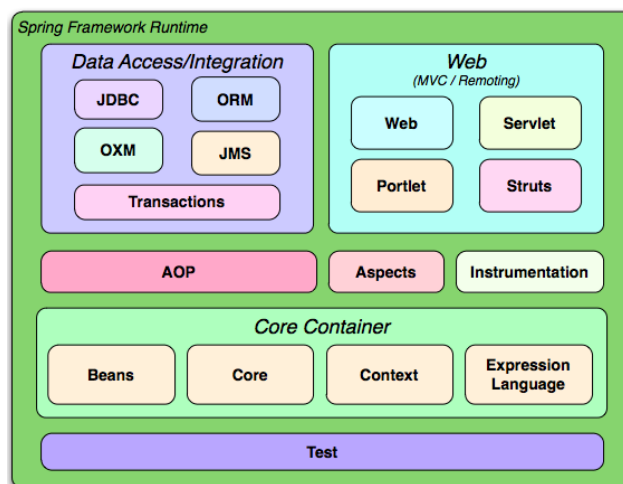 Spring Framework Runtime
Data Access/Integration
JDBC
ORM
OXM
JMS
Transactions
Web
(MVC / Remoting)
Web
Servlet
Portlet
Struts
AOP
Aspects
Instrumentation
Core Container
Beans
Core
Context
Expression
Language
Test